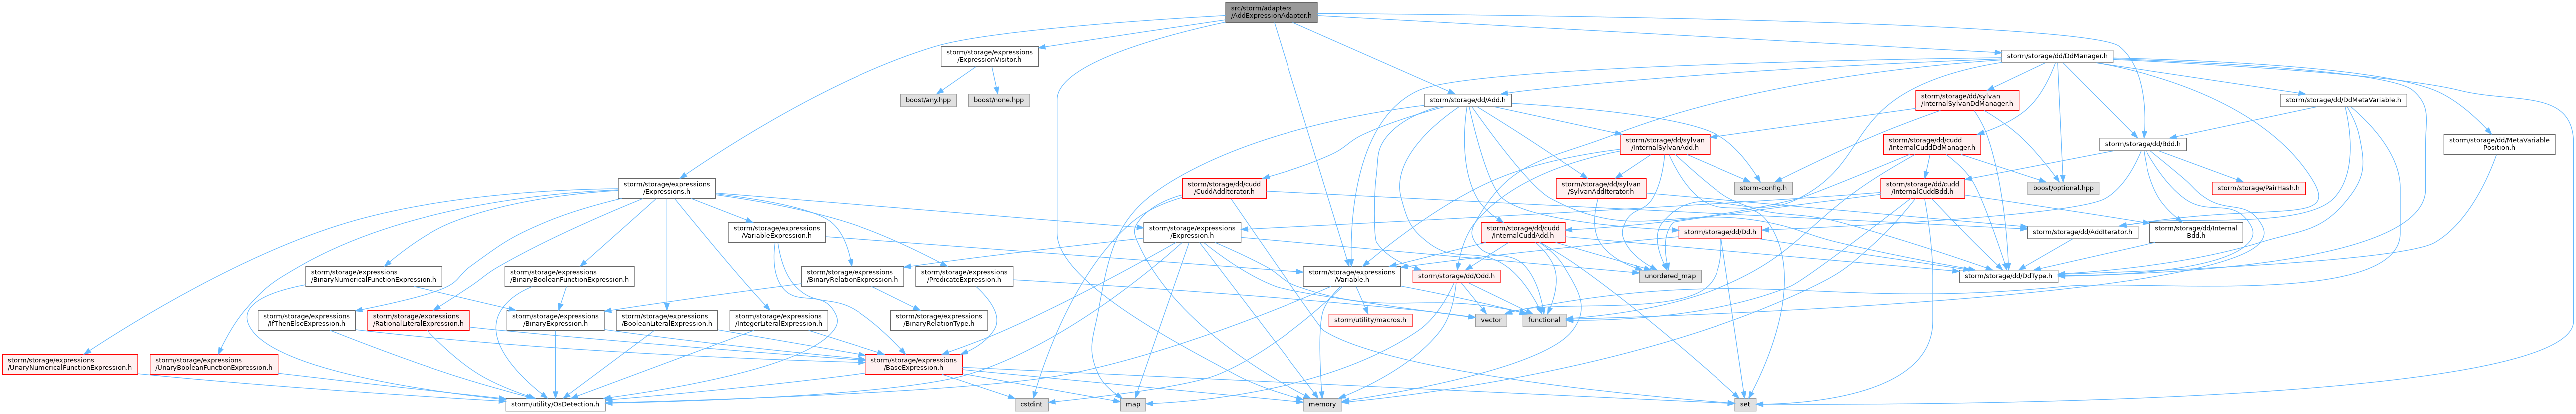 src/storm/adapters
/AddExpressionAdapter.h
storm/storage/expressions
/ExpressionVisitor.h
storm/storage/dd/DdManager.h
boost/any.hpp
boost/none.hpp
storm/storage/dd/Add.h
storm/storage/dd/sylvan
/InternalSylvanDdManager.h
storm/storage/dd/DdMetaVariable.h
storm/storage/dd/sylvan
/InternalSylvanAdd.h
storm/storage/dd/cudd
/InternalCuddDdManager.h
storm/storage/dd/Bdd.h
storm/storage/dd/MetaVariable
Position.h
storm/storage/expressions
/Expressions.h
storm/storage/dd/cudd
/CuddAddIterator.h
storm/storage/dd/sylvan
/SylvanAddIterator.h
storm-config.h
storm/storage/dd/cudd
/InternalCuddBdd.h
boost/optional.hpp
storm/storage/PairHash.h
storm/storage/expressions
/VariableExpression.h
storm/storage/expressions
/Expression.h
storm/storage/dd/cudd
/InternalCuddAdd.h
storm/storage/dd/Dd.h
storm/storage/dd/AddIterator.h
storm/storage/dd/Internal
Bdd.h
storm/storage/expressions
/BinaryNumericalFunctionExpression.h
storm/storage/expressions
/BinaryBooleanFunctionExpression.h
storm/storage/expressions
/BinaryRelationExpression.h
storm/storage/expressions
/PredicateExpression.h
storm/storage/expressions
/Variable.h
storm/storage/dd/Odd.h
unordered_map
storm/storage/dd/DdType.h
storm/storage/expressions
/IfThenElseExpression.h
storm/storage/expressions
/RationalLiteralExpression.h
storm/storage/expressions
/BinaryExpression.h
storm/storage/expressions
/BooleanLiteralExpression.h
storm/storage/expressions
/IntegerLiteralExpression.h
storm/storage/expressions
/BinaryRelationType.h
storm/utility/macros.h
vector
functional
storm/storage/expressions
/UnaryNumericalFunctionExpression.h
storm/storage/expressions
/UnaryBooleanFunctionExpression.h
storm/storage/expressions
/BaseExpression.h
storm/utility/OsDetection.h
cstdint
map
memory
set